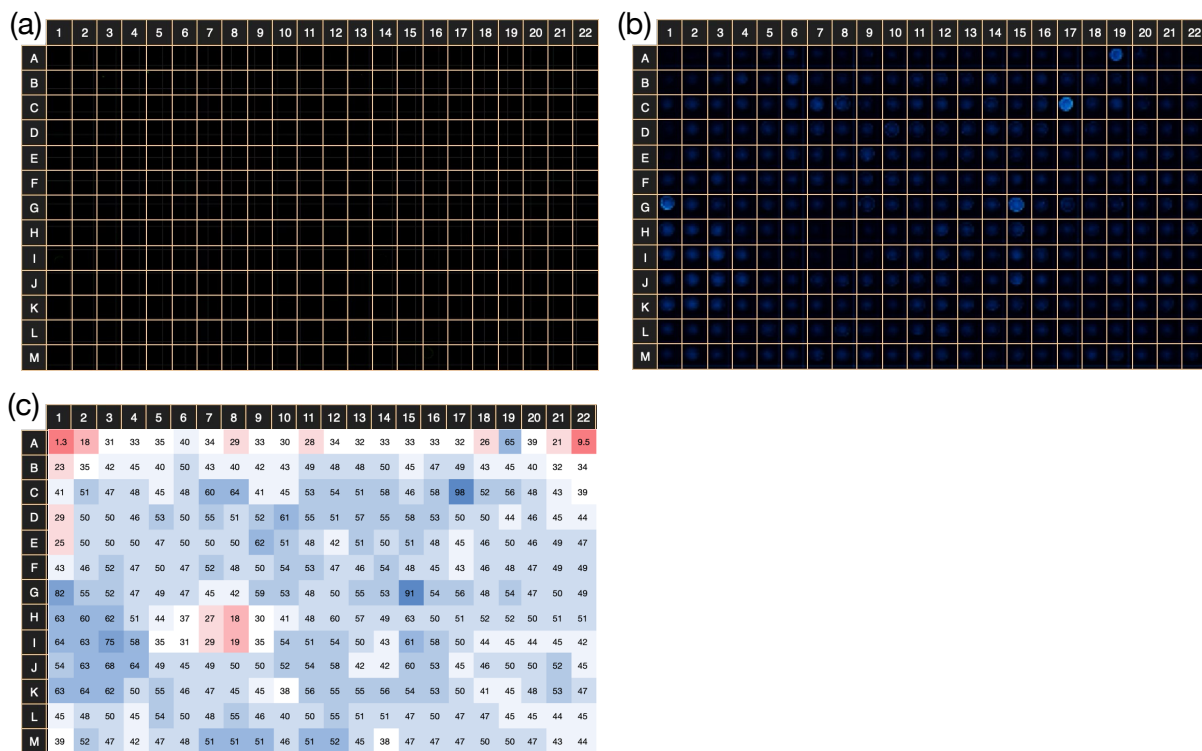 (a) 1 2 3 4 5 6 7 8 9 10 11 12 13 14 15 16 17 18 19 20 21 22
A
B
C
D
E
F
G
H
I
J
K
L
M
(b) 1 2 3 4 5 6 7 8 9 10 11 12 13 14 15 16 17 18 19 20 21 22
A
B
C
D
E
F
G
H
I
J
K
L
M
(c) 1 2 3 4 5 6 7 8 9 10 11 12 13 14 15 16 17 18 19 20 21 22
A 1.3 18 31 33 35 40 34 29 33 30 28 34 32 33 33 33 32 26 65 39 21 9.5
B 23 35 42 45 40 50 43 40 42 43 49 48 48 50 45 47 49 43 45 40 32 34
C 41 51 47 48 45 48 60 64 41 45 53 54 51 58 46 58 98 52 56 48 43 39
D 29 50 50 46 53 50 55 51 52 61 55 51 57 55 58 53 50 50 44 46 45 44
E 25 50 50 50 47 50 50 50 62 51 48 42 51 50 51 48 45 46 50 46 49 47
F 43 46 52 47 50 47 52 48 50 54 53 47 46 54 48 45 43 46 48 47 49 49
G 82 55 52 47 49 47 45 42 59 53 48 50 55 53 91 54 56 48 54 47 50 49
H 63 60 62 51 44 37 27 18 30 41 48 60 57 49 63 50 51 52 52 50 51 51
I 64 63 75 58 35 31 29 19 35 54 51 54 50 43 61 58 50 44 44 44 45 42
J 54 63 68 64 49 45 49 50 50 52 54 58 42 42 60 53 45 46 50 50 52 45
K 63 64 62 50 55 46 47 45 45 38 56 55 55 56 54 53 50 41 45 48 53 47
L 45 48 50 45 54 50 48 55 46 40 50 55 51 51 47 50 47 47 45 45 44 45
M 39 52 47 42 47 48 51 51 51 46 51 52 45 38 47 47 47 50 50 47 43 44